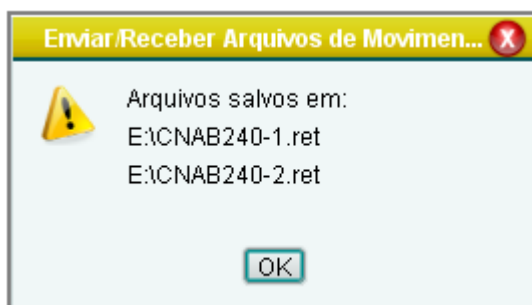 Enviar/Receber Arquivos de Movimen...
Arquivos salvos em:
E:\CNAB240-1.ret
E:\CNAB240-2.ret
OK